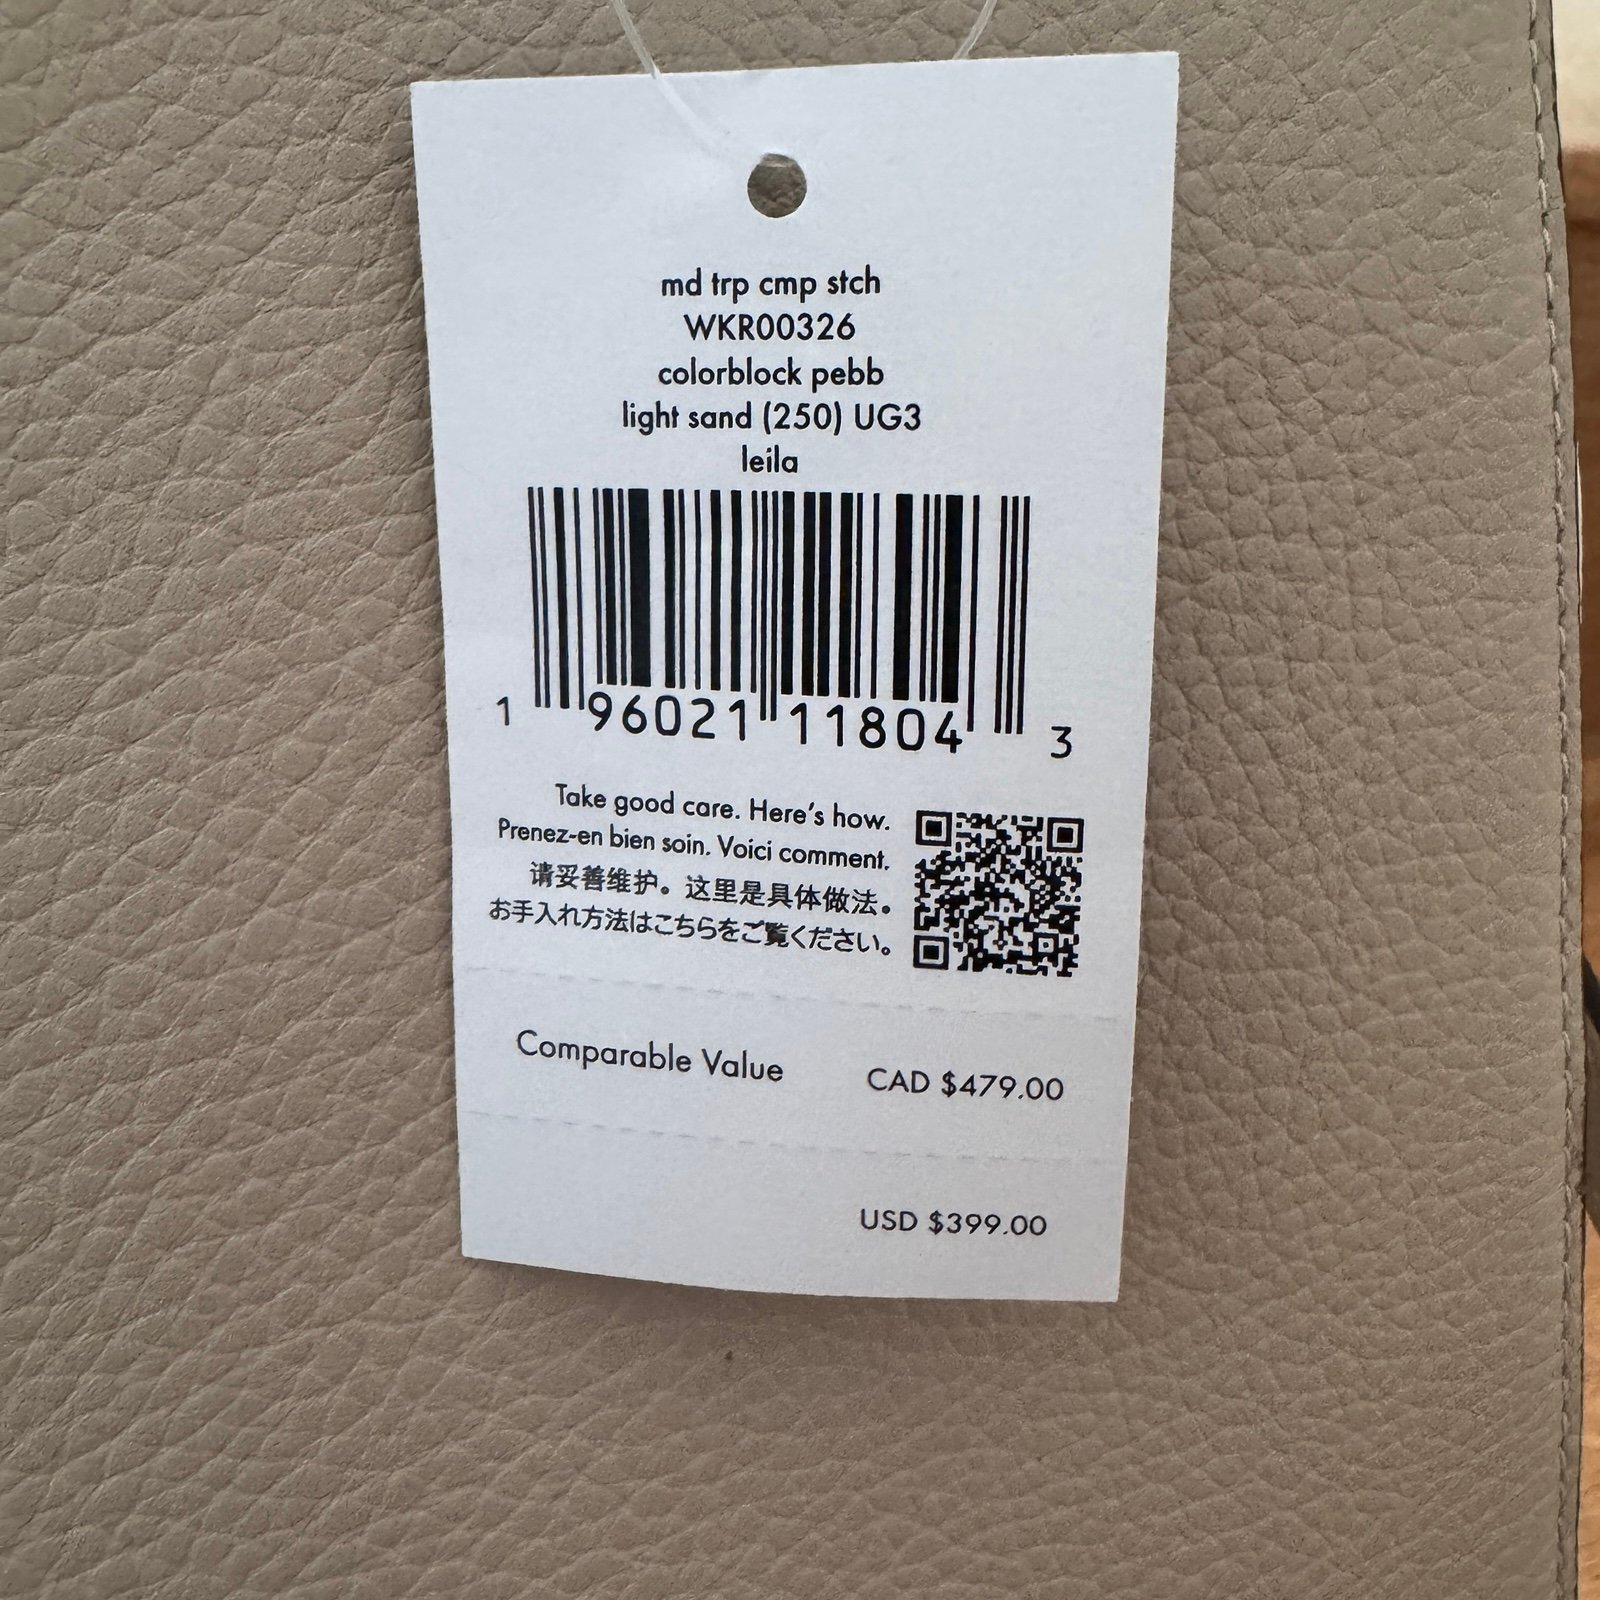 md trp cmp stch
WKR00326
colorblock pebb
light sand (250) UG3
leila
1 96021 11804 3
Take good care. Here's how.
Prenez-en bien soin. Voici comment.
请妥善维护。这里是具体做法。
お手入れ方法はこちらをご覧ください。
Comparable Value CAD $479.00
USD $399.00